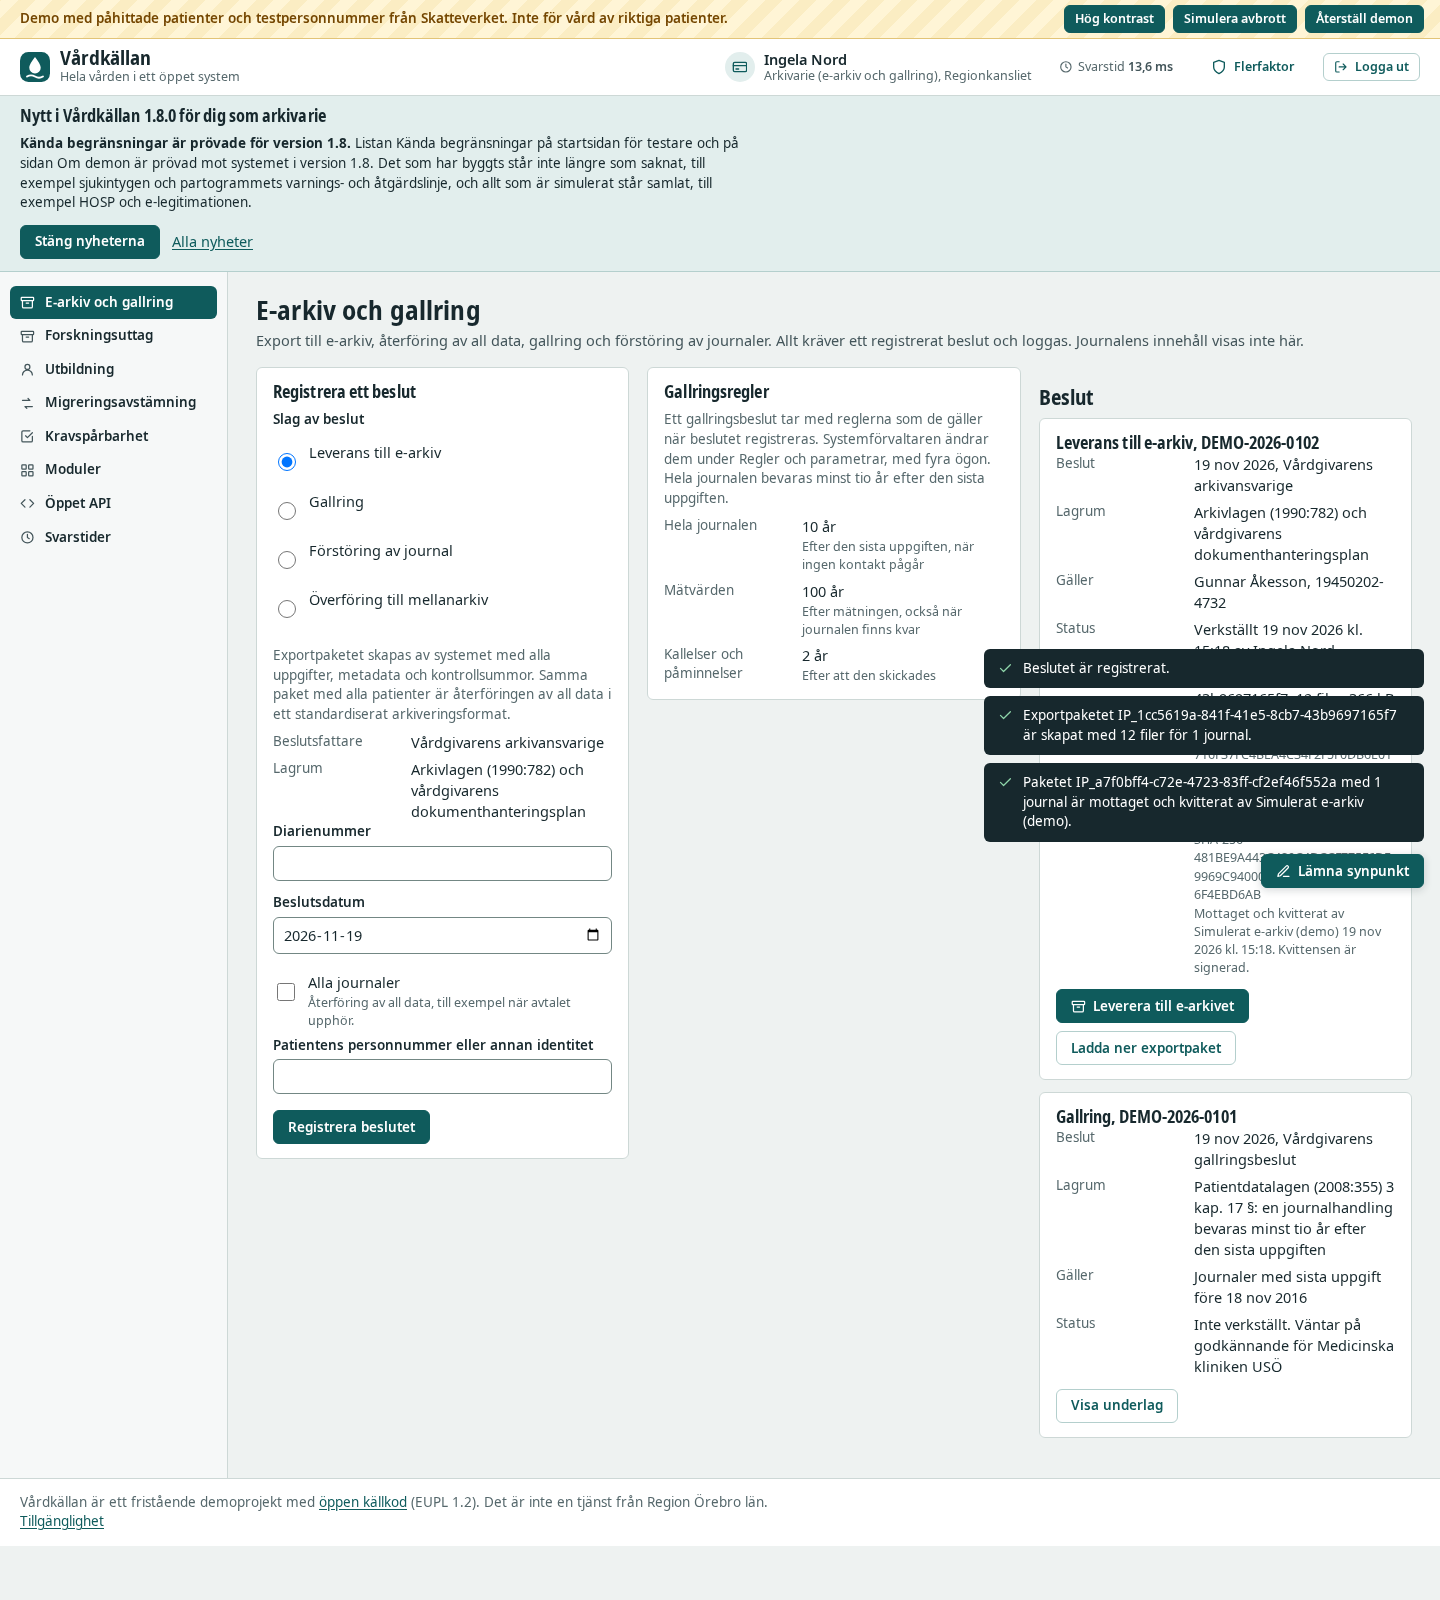 Demo med påhittade patienter och testpersonnummer från Skatteverket. Inte för vård av riktiga patienter.
Hög kontrast
Simulera avbrott
Återställ demon
Vårdkällan
Hela vården i ett öppet system
Ingela Nord
Arkivarie (e-arkiv och gallring), Regionkansliet
Svarstid 13,6 ms
Flerfaktor
Logga ut
Nytt i Vårdkällan 1.8.0 för dig som arkivarie
Kända begränsningar är prövade för version 1.8. Listan Kända begränsningar på startsidan för testare och på
sidan Om demon är prövad mot systemet i version 1.8. Det som har byggts står inte längre som saknat, till
exempel sjukintygen och partogrammets varnings- och åtgärdslinje, och allt som är simulerat står samlat, till
exempel HOSP och e-legitimationen.
Stäng nyheterna
Alla nyheter
E-arkiv och gallring
Forskningsuttag
Utbildning
Migreringsavstämning
Kravspårbarhet
Moduler
Öppet API
Svarstider
E-arkiv och gallring
Export till e-arkiv, återföring av all data, gallring och förstöring av journaler. Allt kräver ett registrerat beslut och loggas. Journalens innehåll visas inte här.
Registrera ett beslut
Slag av beslut
Leverans till e-arkiv
Gallring
Förstöring av journal
Överföring till mellanarkiv
Exportpaketet skapas av systemet med alla
uppgifter, metadata och kontrollsummor. Samma
paket med alla patienter är återföringen av all data i
ett standardiserat arkiveringsformat.
Beslutsfattare
Vårdgivarens arkivansvarige
Lagrum
Arkivlagen (1990:782) och
vårdgivarens
dokumenthanteringsplan
Diarienummer
Beslutsdatum
2026-11-19
Alla journaler
Återföring av all data, till exempel när avtalet
upphör.
Patientens personnummer eller annan identitet
Registrera beslutet
Gallringsregler
Ett gallringsbeslut tar med reglerna som de gäller
när beslutet registreras. Systemförvaltaren ändrar
dem under Regler och parametrar, med fyra ögon.
Hela journalen bevaras minst tio år efter den sista
uppgiften.
Hela journalen
10 år
Efter den sista uppgiften, när
ingen kontakt pågår
Mätvärden
100 år
Efter mätningen, också när
journalen finns kvar
Kallelser och
påminnelser
2 år
Efter att den skickades
Beslut
Leverans till e-arkiv, DEMO-2026-0102
Beslut
19 nov 2026, Vårdgivarens
arkivansvarige
Lagrum
Arkivlagen (1990:782) och
vårdgivarens
dokumenthanteringsplan
Gäller
Gunnar Åkesson, 19450202-
4732
Status
Verkställt 19 nov 2026 kl.
Beslutet är registrerat.
Exportpaketet IP_1cc5619a-841f-41e5-8cb7-43b9697165f7
är skapat med 12 filer för 1 journal.
Paketet IP_a7f0bff4-c72e-4723-83ff-cf2ef46f552a med 1
journal är mottaget och kvitterat av Simulerat e-arkiv
(demo).
Lämna synpunkt
6F4EBD6AB
Mottaget och kvitterat av
Simulerat e-arkiv (demo) 19 nov
2026 kl. 15:18. Kvittensen är
signerad.
Leverera till e-arkivet
Ladda ner exportpaket
Gallring, DEMO-2026-0101
Beslut
19 nov 2026, Vårdgivarens
gallringsbeslut
Lagrum
Patientdatalagen (2008:355) 3
kap. 17 §: en journalhandling
bevaras minst tio år efter
den sista uppgiften
Gäller
Journaler med sista uppgift
före 18 nov 2016
Status
Inte verkställt. Väntar på
godkännande för Medicinska
kliniken USÖ
Visa underlag
Vårdkällan är ett fristående demoprojekt med öppen källkod (EUPL 1.2). Det är inte en tjänst från Region Örebro län.
Tillgänglighet